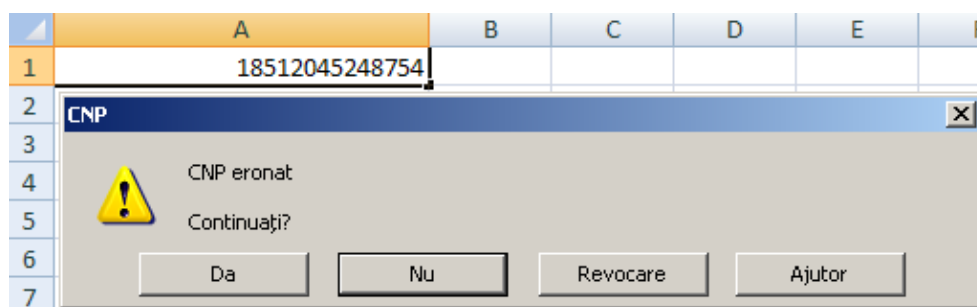 A B C D E
1 18512045248754
2 CNP
3
4 CNP eronat
5 Continuați?
6 Da Nu Revocare Ajutor
7